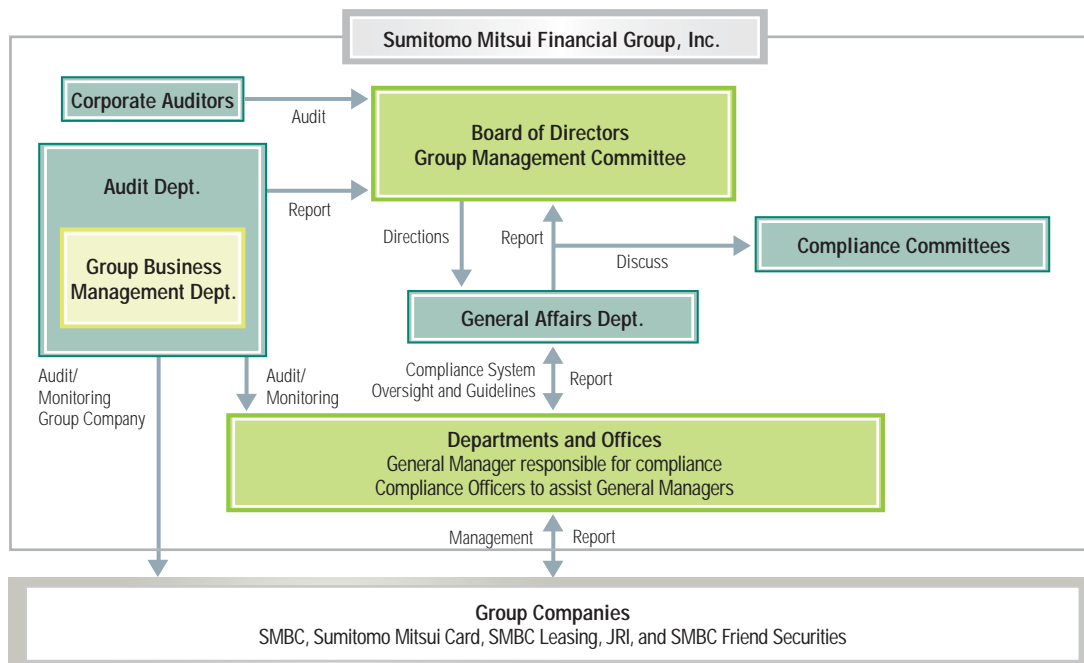 Sumitomo Mitsui Financial Group, Inc.
Corporate Auditors
Audit
Board of Directors
Group Management Committee
Audit Dept.
Report
Group Business
Management Dept.
Directions
Report
Discuss
Compliance Committees
General Affairs Dept.
Audit/
Monitoring
Group Company
Audit/
Monitoring
Compliance System
Oversight and Guidelines
Report
Departments and Offices
General Manager responsible for compliance
Compliance Officers to assist General Managers
Management
Report
Group Companies
SMBC, Sumitomo Mitsui Card, SMBC Leasing, JRI, and SMBC Friend Securities